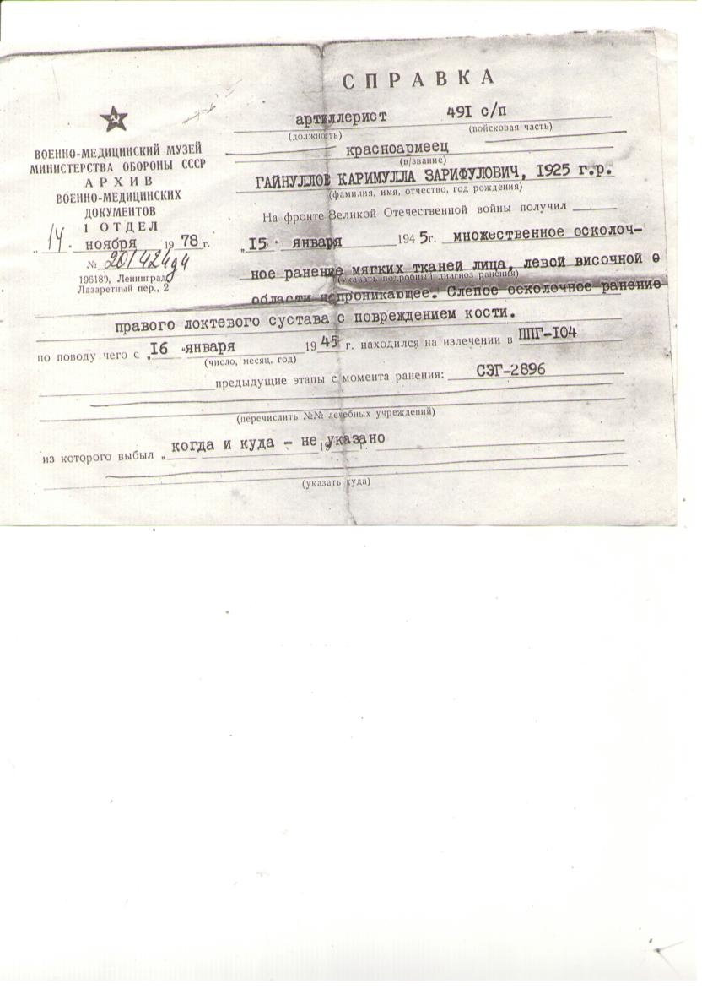 СПРАВКА
артиллерист 491 с/п
(должность) (войсковая часть)
красноармеец
(в/звание)
ГАЙНУЛЛОВ КАРИМУЛЛА ЗАРИФУЛОВИЧ, 1925 г.р.
(фамилия, имя, отчество, год рождения)
На фронте Великой Отечественной войны получил
„15" января 1945г. множественное осколоч-
ное ранение мягких тканей лица, левой височной о
(указать подробный диагноз ранения)
области непроникающее. Слепое осколочное ранение
правого локтевого сустава с повреждением кости.
ВОЕННО-МЕДИЦИНСКИЙ МУЗЕЙ
МИНИСТЕРСТВА ОБОРОНЫ СССР
АРХИВ
ВОЕННО-МЕДИЦИНСКИХ
ДОКУМЕНТОВ
1 ОТДЕЛ
„14" ноября 1978 г.
№
Ленинград
Лазаретный пер., 2
по поводу чего с „16" января 1945 г. находился на излечении в ППГ-104
(число, месяц, год)
предыдущие этапы с момента ранения: СЭГ-2896
(перечислить №№ лечебных учреждений)
из которого выбыл „ когда и куда – не указано 19 г.
(указать куда)